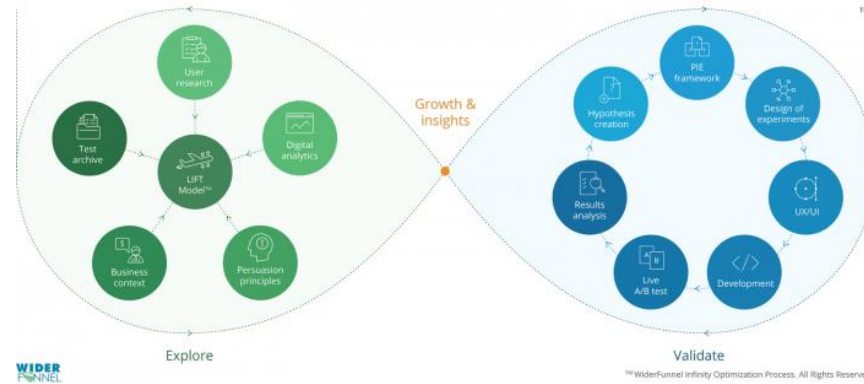 User
research
Test
archive
Digital
analytics
LIFT
Model™
Business
context
Persuasion
principles
Explore
Growth &
insights
PIE
framework
Hypothesis
creation
Design of
experiments
Results
analysis
UX/UI
Live
A/B test
A
B
Development
Validate
WIDER
FUNNEL
™WiderFunnel Infinity Optimization Process. All Rights Reserve